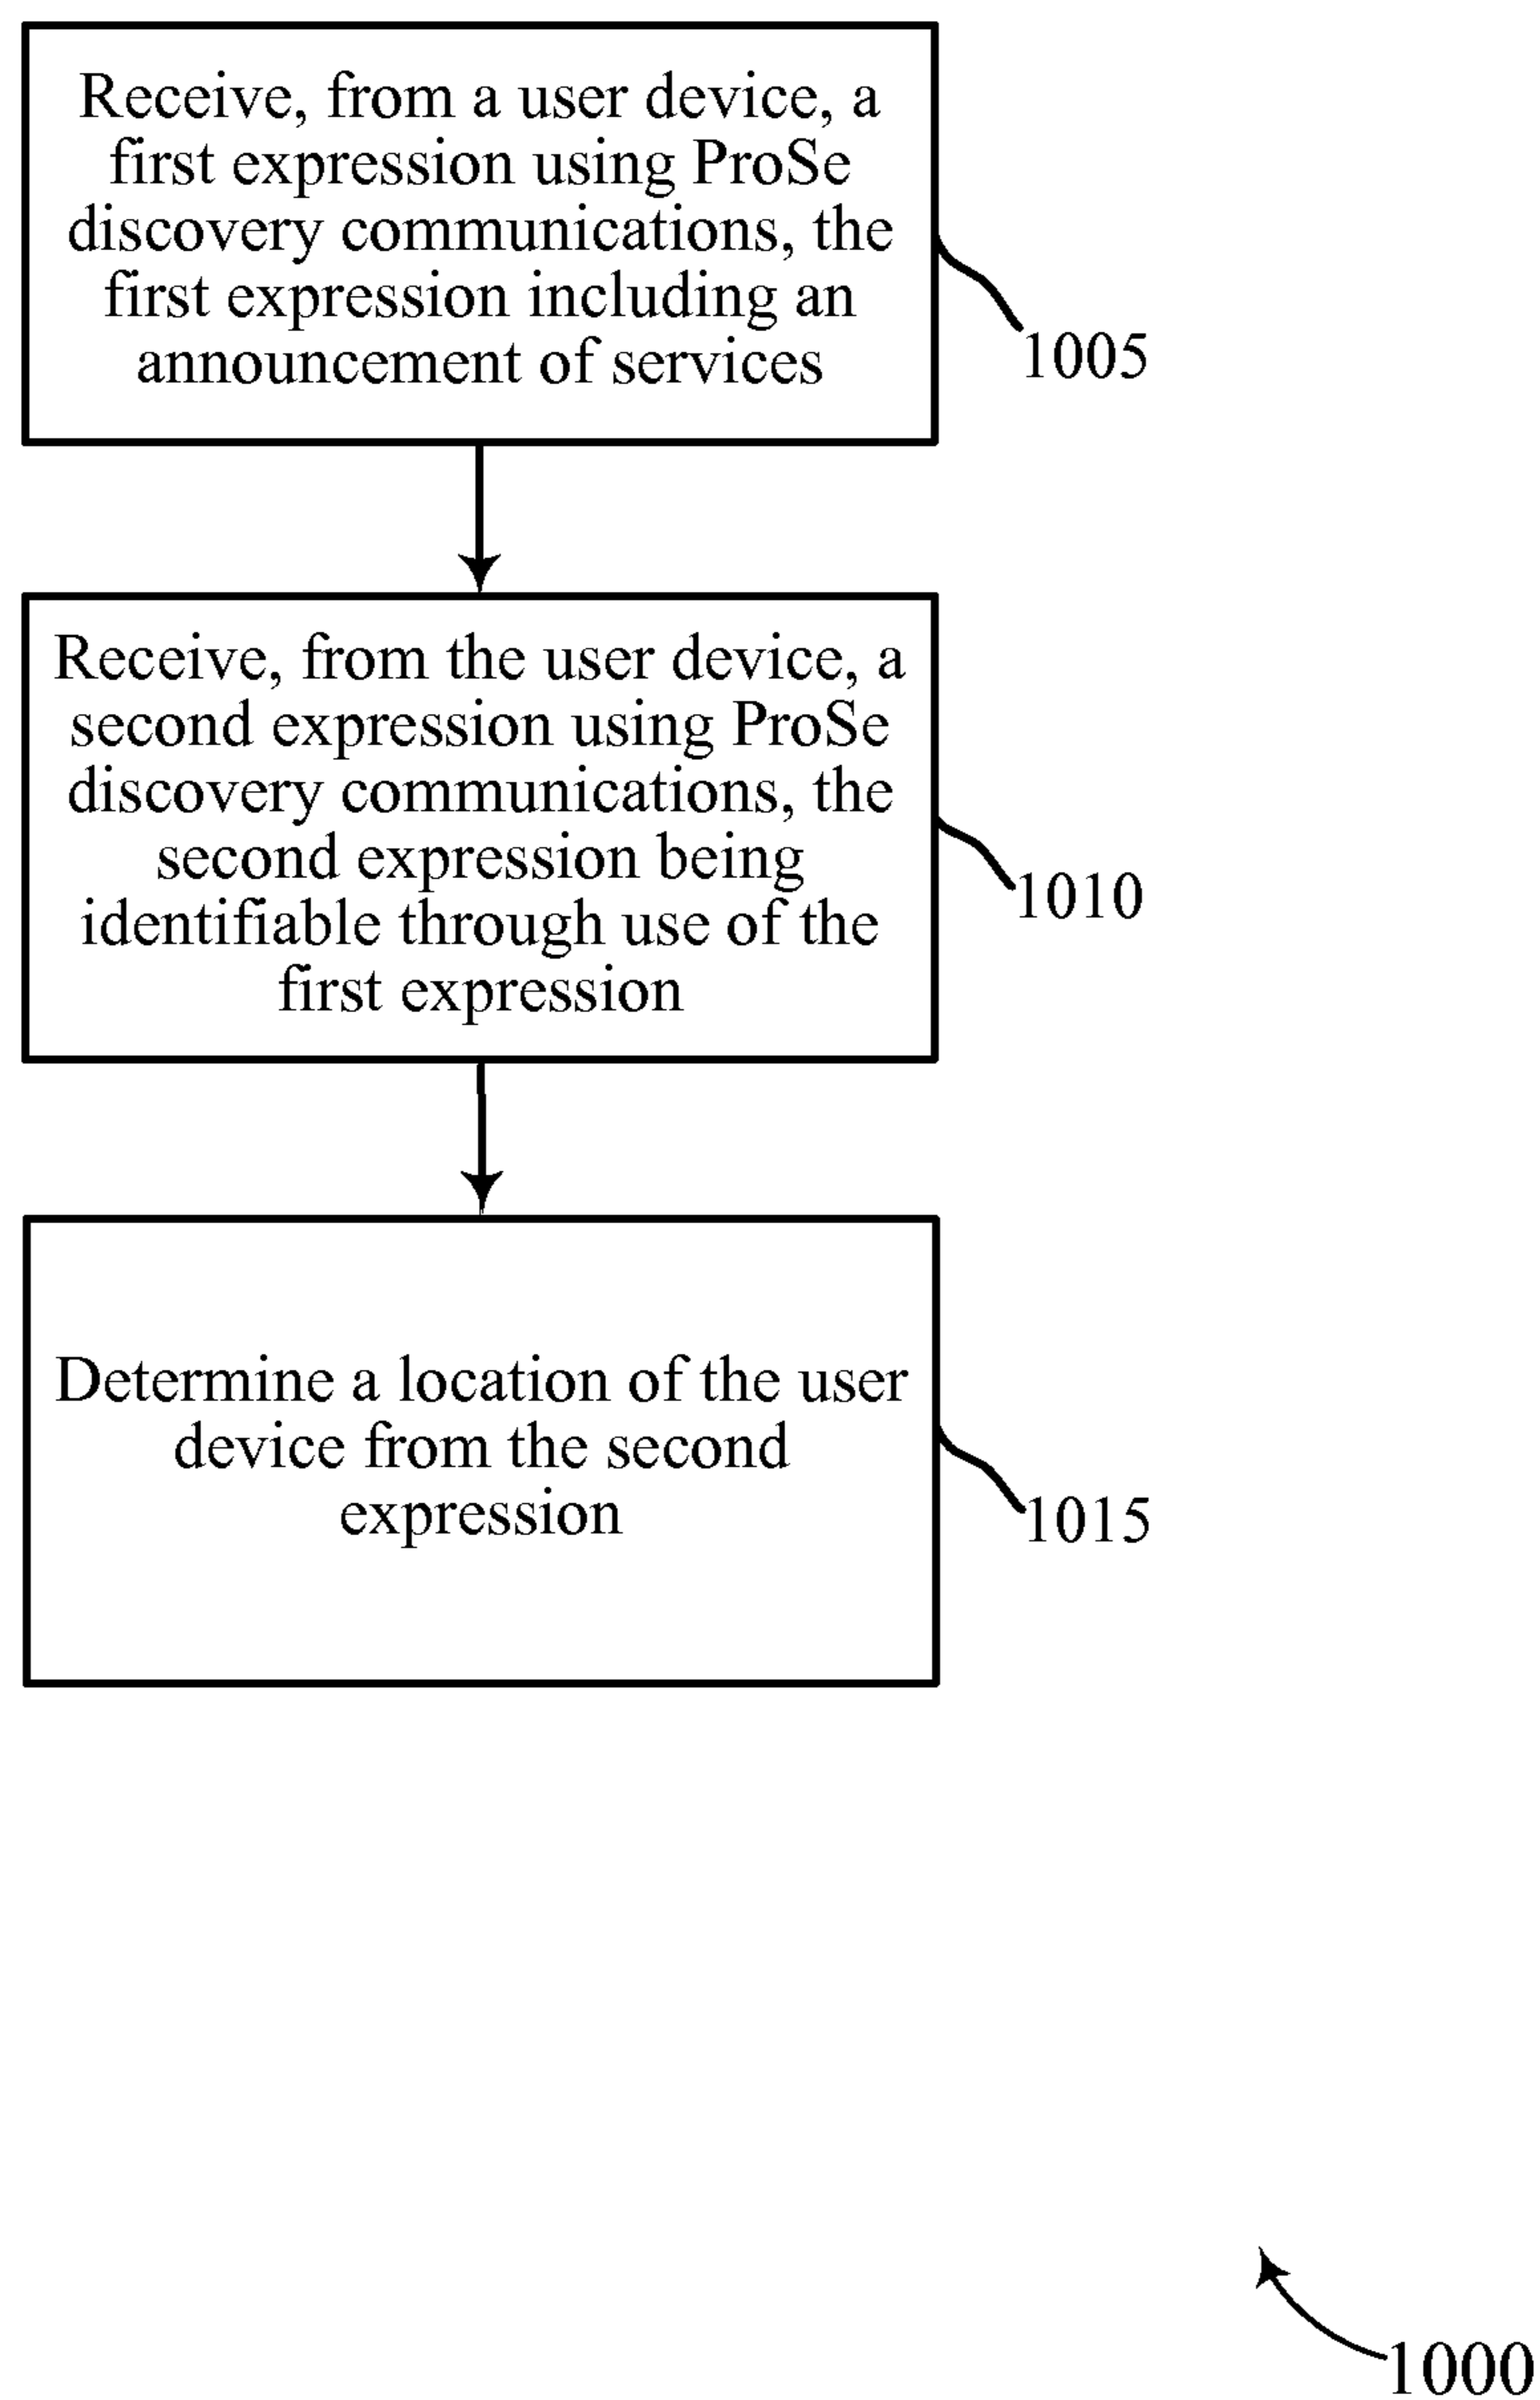 Receive, from a user device, a
first expression using ProSe
discovery communications, the
first expression including an
announcement of services
1005
Receive, from the user device, a
second expression using ProSe
discovery communications, the
second expression being
identifiable through use of the
first expression
1010
Determine a location of the user
device from the second
expression
1015
1000